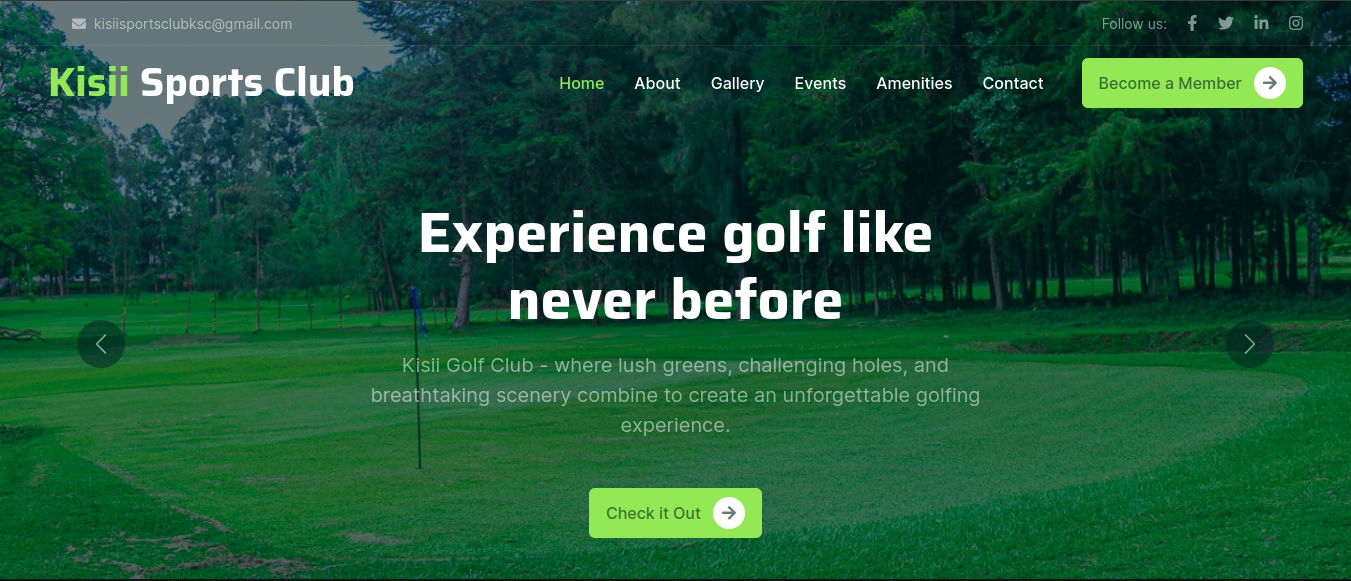 kisiisportsclubksc@gmail.com
Follow us:
Kisii Sports Club
Home
About
Gallery
Events
Amenities
Contact
Become a Member
Experience golf like
never before
Kisii Golf Club - where lush greens, challenging holes, and
breathtaking scenery combine to create an unforgettable golfing
experience.
Check it Out